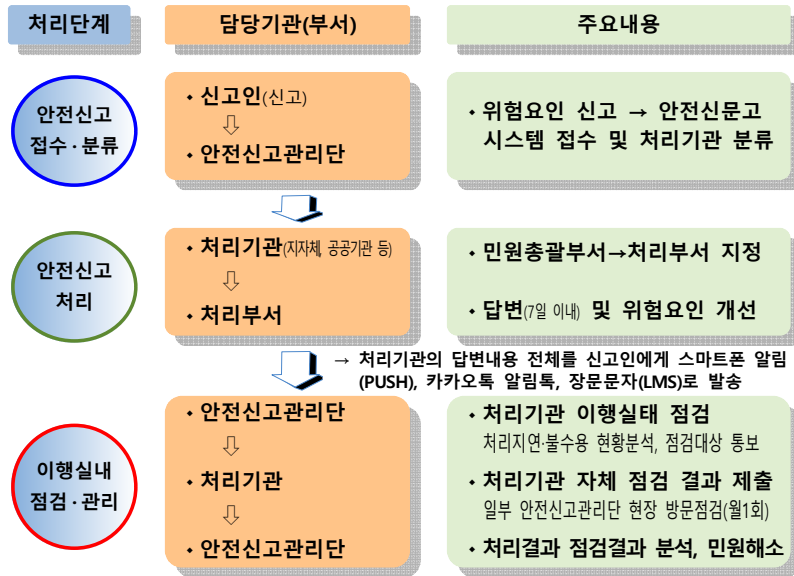 처리단계
담당기관(부서)
주요내용
안전신고
접수·분류
• 신고인(신고)
⇩
• 안전신고관리단
• 위험요인 신고 → 안전신문고
시스템 접수 및 처리기관 분류
안전신고
처리
• 처리기관(지자체, 공공기관 등)
⇩
• 처리부서
• 민원총괄부서→처리부서 지정
• 답변(7일 이내) 및 위험요인 개선
→ 처리기관의 답변내용 전체를 신고인에게 스마트폰 알림
(PUSH), 카카오톡 알림톡, 장문문자(LMS)로 발송
이행실내
점검·관리
• 안전신고관리단
⇩
• 처리기관
⇩
• 안전신고관리단
• 처리기관 이행실태 점검
처리지연·불수용 현황분석, 점검대상 통보
• 처리기관 자체 점검 결과 제출
일부 안전신고관리단 현장 방문점검(월1회)
• 처리결과 점검결과 분석, 민원해소